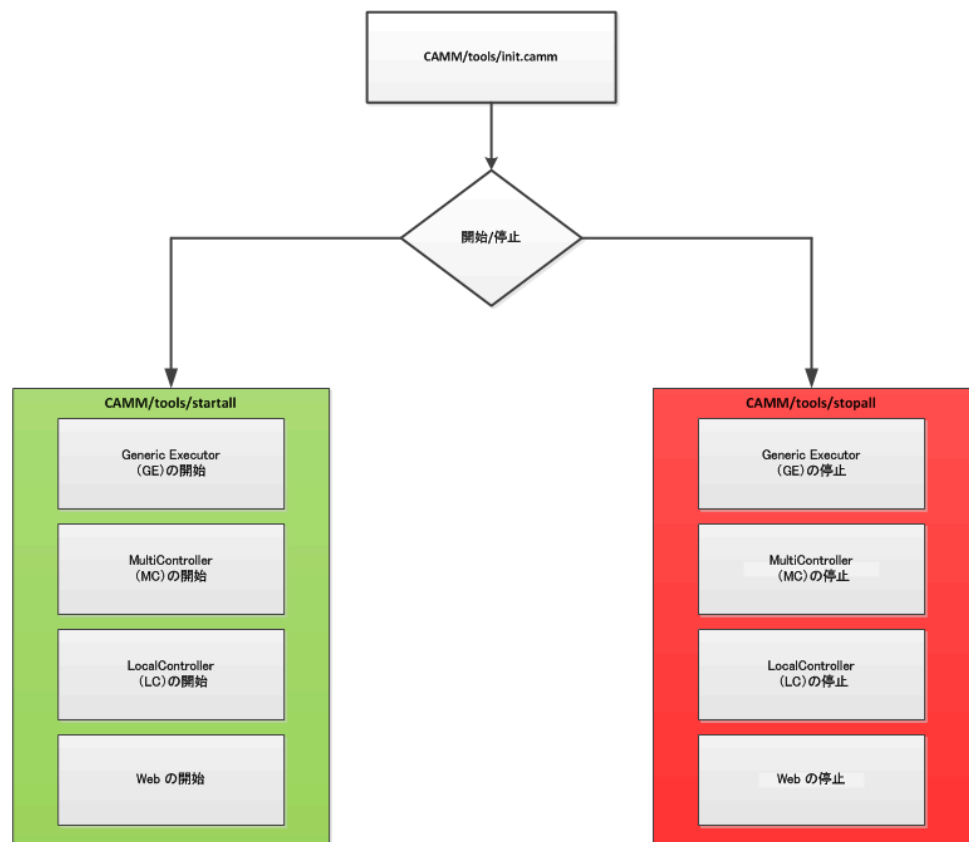 CAMM/tools/init.camm
開始/停止
CAMM/tools/startall
Generic Executor
(GE)の開始
MultiController
(MC)の開始
LocalController
(LC)の開始
Web の開始
CAMM/tools/stopall
Generic Executor
(GE)の停止
MultiController
(MC)の停止
LocalController
(LC)の停止
Web の停止